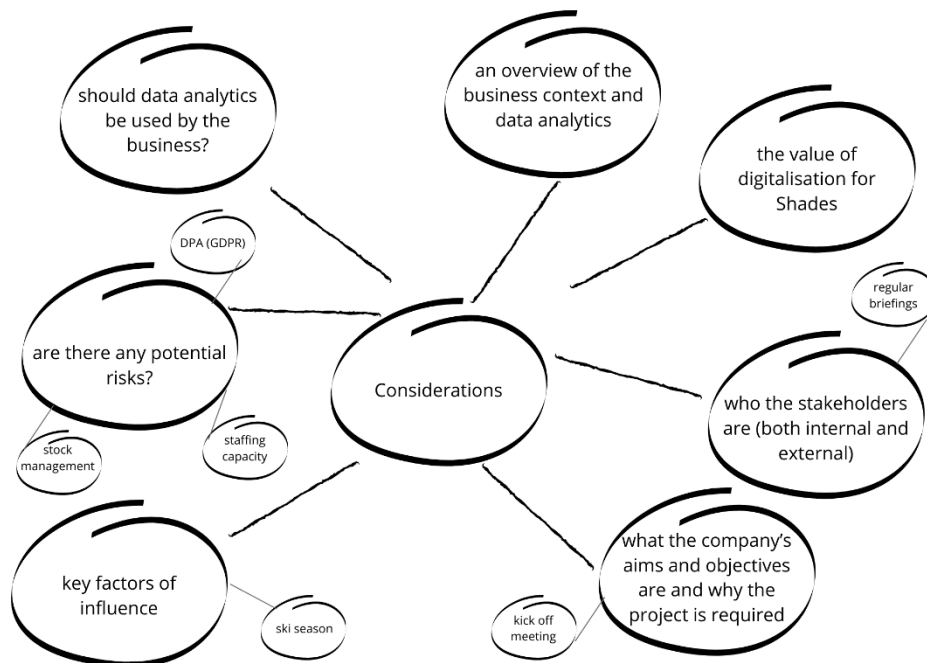 should data analytics
be used by the
business?
an overview of the
business context and
data analytics
the value of
digitalisation for
Shades
DPA (GDPR)
regular
briefings
are there any potential
risks?
Considerations
who the stakeholders
are (both internal and
external)
stock
management
staffing
capacity
key factors of
influence
ski season
kick off
meeting
what the company's
aims and objectives
are and why the
project is required